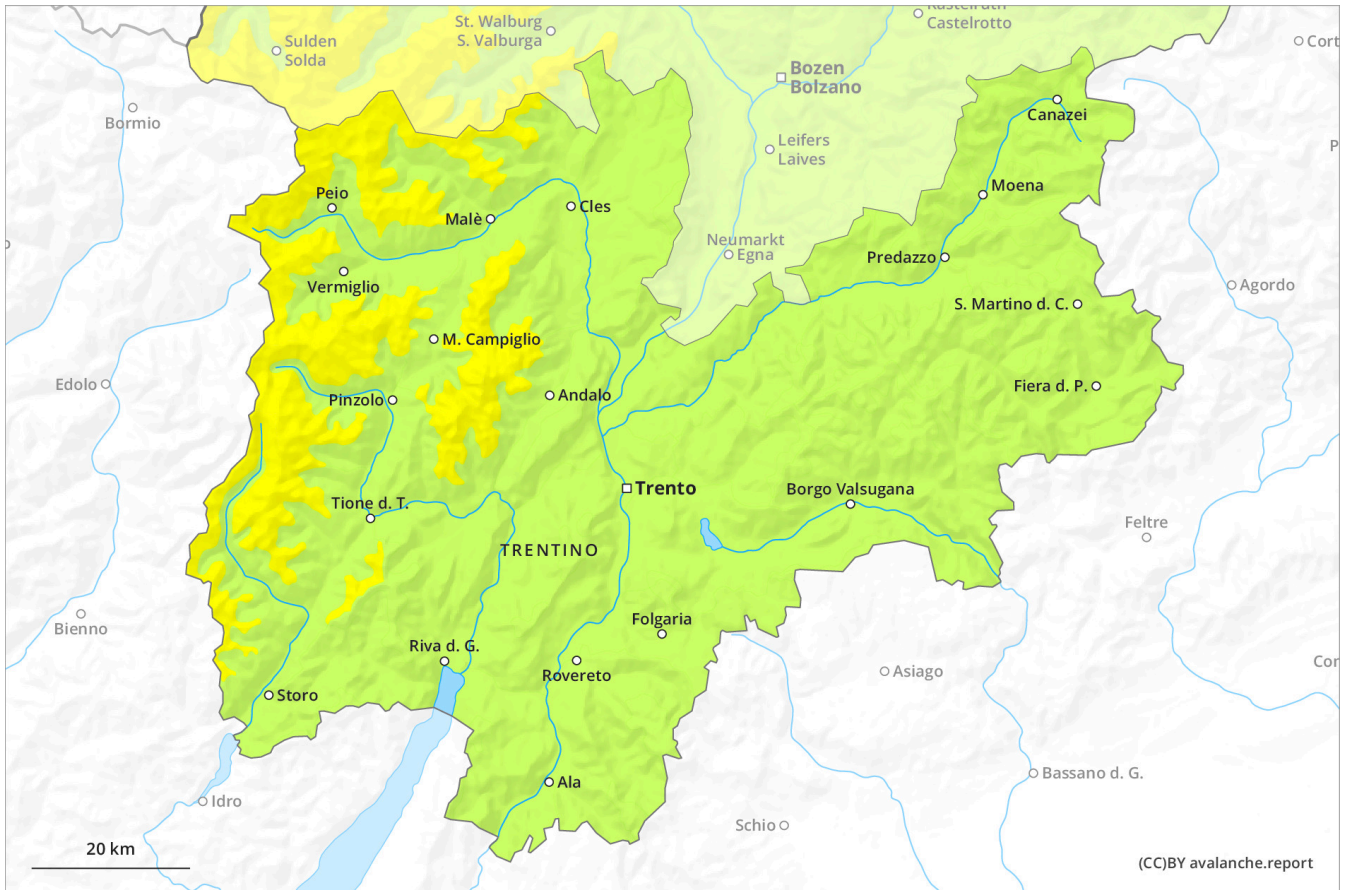 Kastelruth
Castelrotto
St. Walburg
S. Valburga
Sulden
Solda
Cort
Bozen
Bolzano
Bormio
Canazei
Leifers
Laives
P
Moena
Peio
Malè
Cles
Neumarkt
Egna
Predazzo
Vermiglio
Agordo
S. Martino d. C.
M. Campiglio
Edolo
Fiera d. P.
Pinzolo
Andalo
Trento
Borgo Valsugana
Tione d. T.
Feltre
TRENTINO
Bienno
Folgaria
Riva d. G.
Rovereto
Asiago
Cor
Storo
Bassano d. G.
Ala
Idro
Schio
20 km
(CC)BY avalanche.report